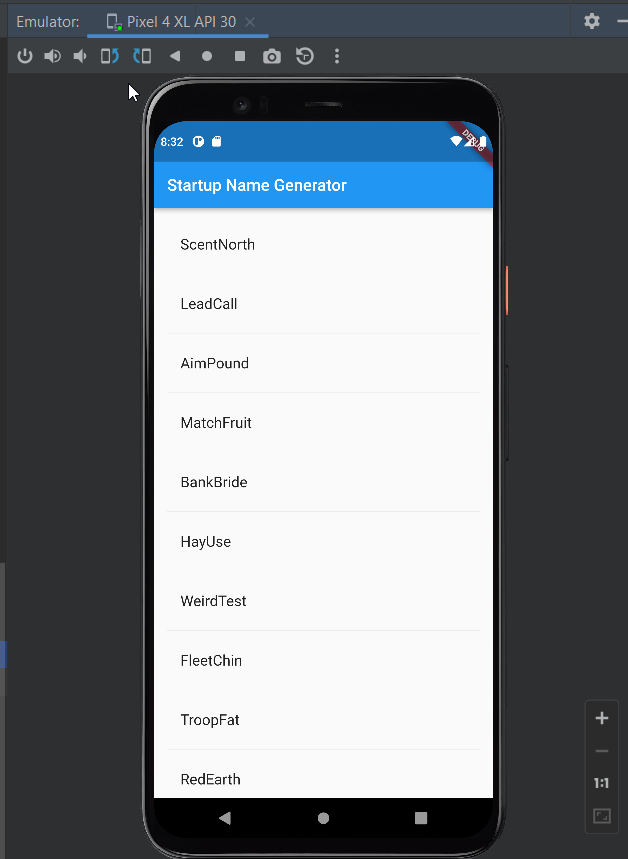 Emulator: Pixel 4 XL API 30
8:32
DEBUG
Startup Name Generator
ScentNorth
LeadCall
AimPound
MatchFruit
BankBride
HayUse
WeirdTest
FleetChin
TroopFat
RedEarth
1:1